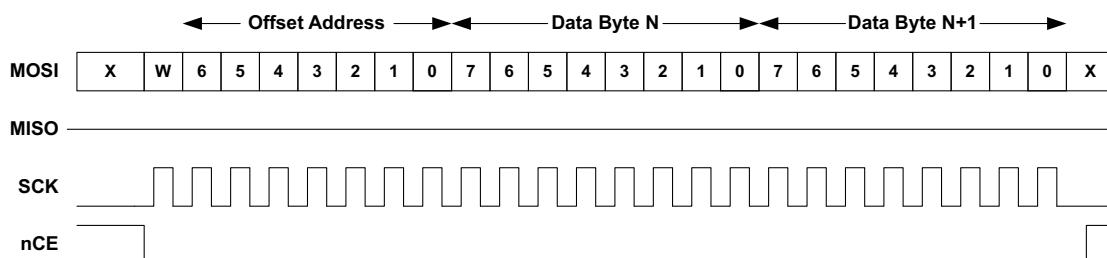 Offset Address Data Byte N Data Byte N+1
MOSI X W 6 5 4 3 2 1 0 7 6 5 4 3 2 1 0 7 6 5 4 3 2 1 0 X
MISO
SCK
nCE